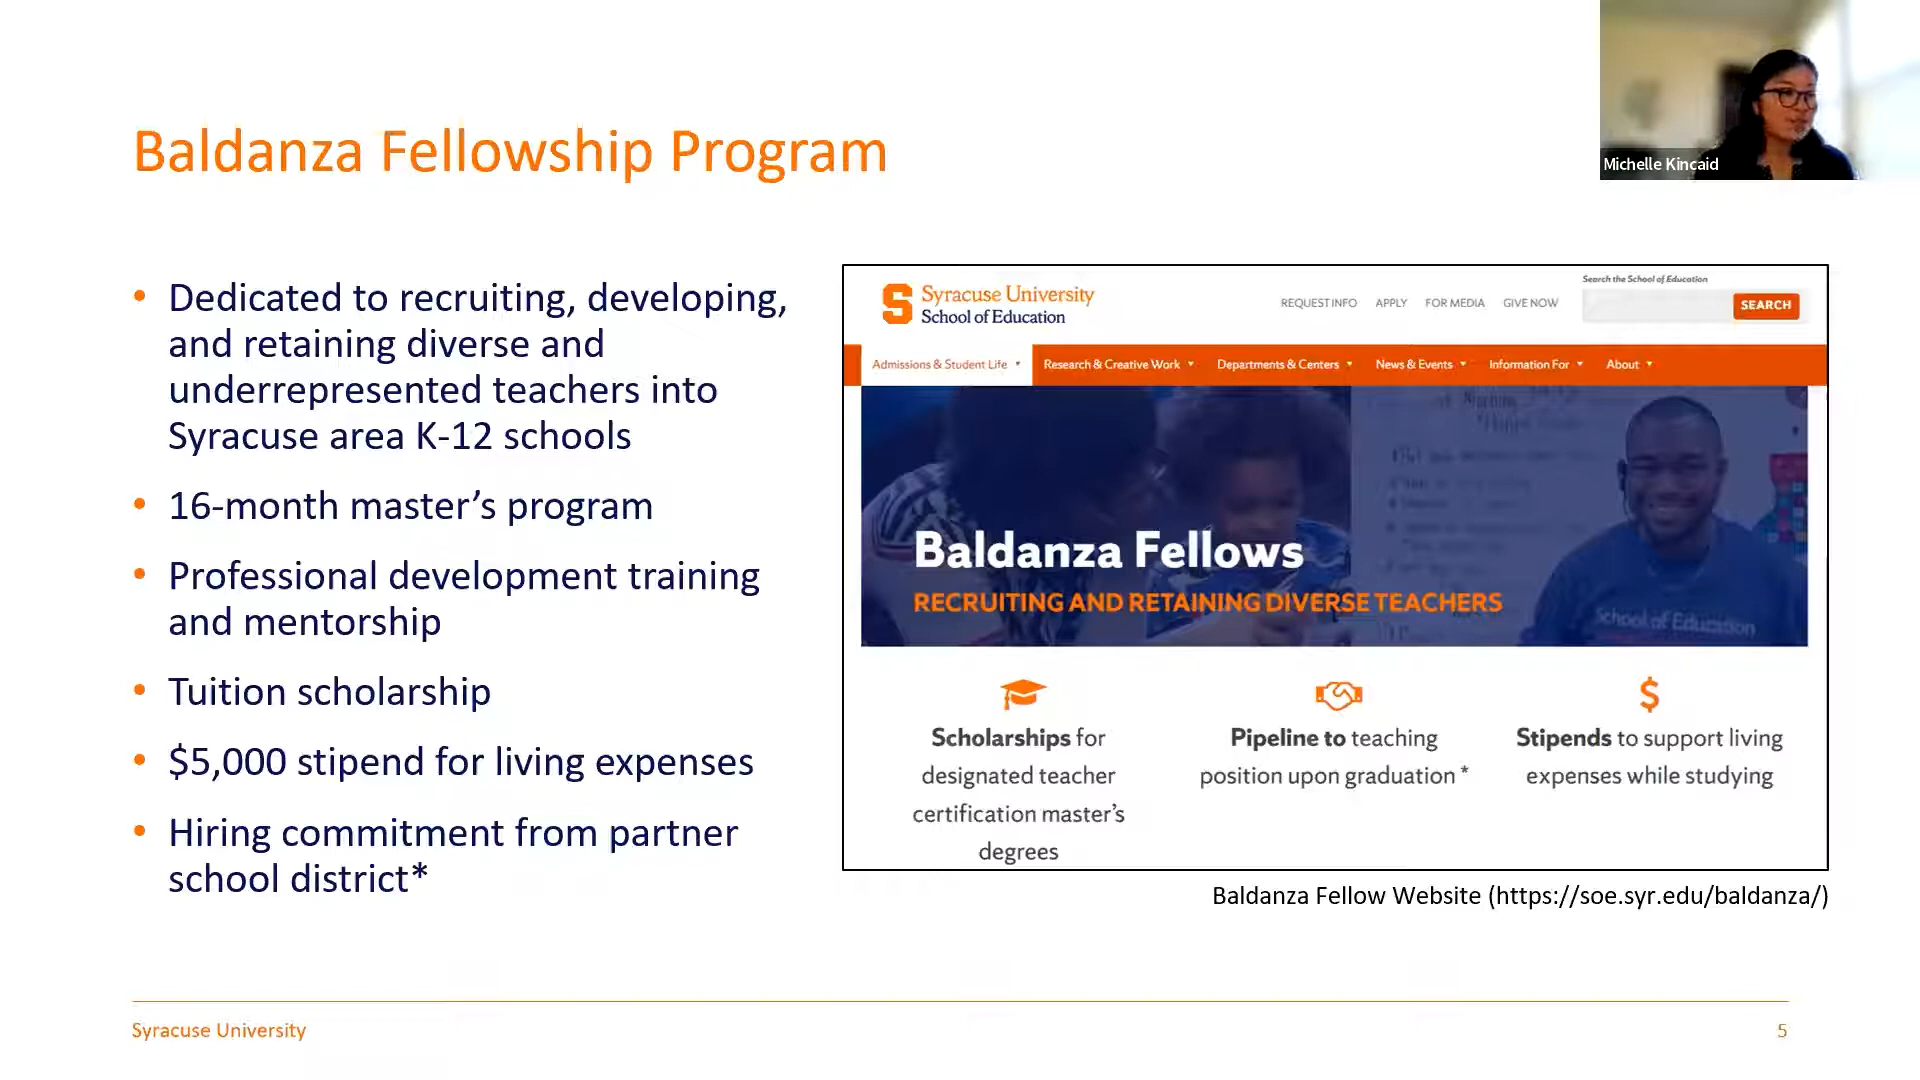 Baldanza Fellowship Program
Michelle Kincaid
• Dedicated to recruiting, developing,
and retaining diverse and
underrepresented teachers into
Syracuse area K-12 schools
• 16-month master’s program
• Professional development training
and mentorship
• Tuition scholarship
• $5,000 stipend for living expenses
• Hiring commitment from partner
school district*
S
Syracuse University
School of Education
REQUEST INFO APPLY FOR MEDIA GIVE NOW
Search the School of Education
SEARCH
Admissions & Student Life Research & Creative Work Departments & Centers News & Events Information For About
Baldanza Fellows
RECRUITING AND RETAINING DIVERSE TEACHERS
School of Education
Scholarships for
designated teacher
certification master’s
degrees
Pipeline to teaching
position upon graduation *
$
Stipends to support living
expenses while studying
Baldanza Fellow Website (https://soe.syr.edu/baldanza/)
Syracuse University
5